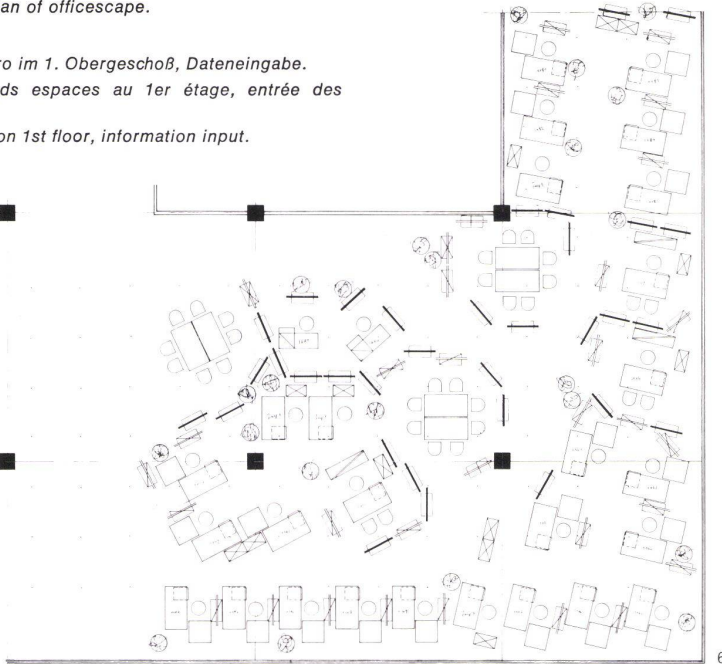 an of officescape.
ro im 1. Obergeschoß, Dateneingabe.
ds espaces au 1er étage, entrée des
on 1st floor, information input.
6